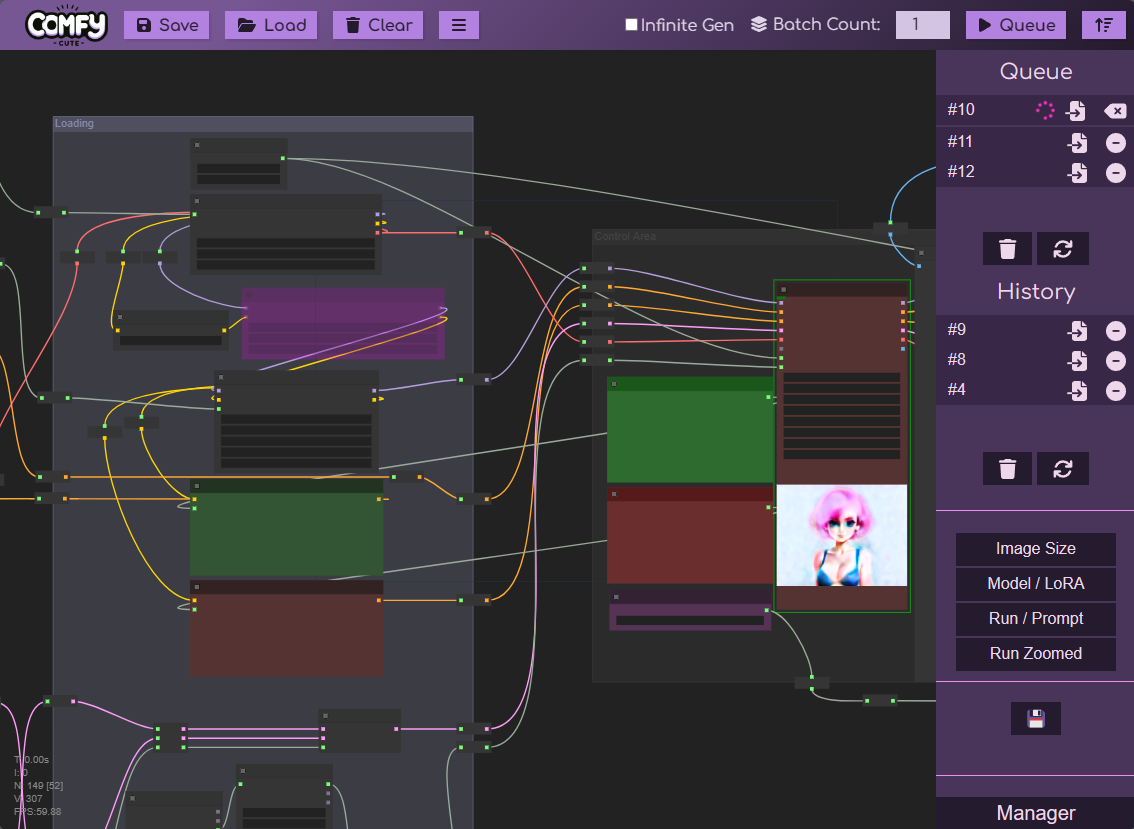 COMFY
- CUTE -
Save
Load
Clear
Infinite Gen
Batch Count:
1
Queue
Queue
#10
#11
#12
History
#9
#8
#4
Image Size
Model / LoRA
Run / Prompt
Run Zoomed
Manager
Loading
Control Area
T: 0.00s
I: 0
N: 149 [52]
V: 307
FPS:59.88